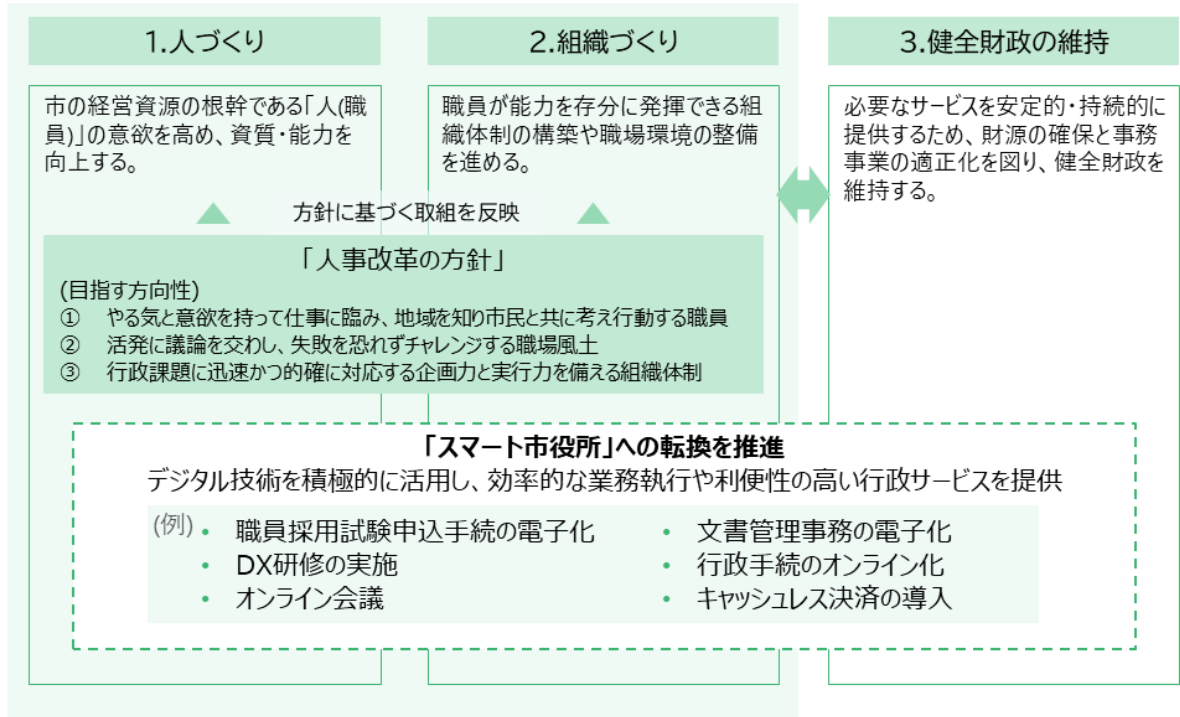 1.人づくり
市の経営資源の根幹である「人(職
員)」の意欲を高め、資質・能力を
向上する。
2.組織づくり
職員が能力を存分に発揮できる組
織体制の構築や職場環境の整備
を進める。
3.健全財政の維持
必要なサービスを安定的・持続的に
提供するため、財源の確保と事務
事業の適正化を図り、健全財政を
維持する。
方針に基づく取組を反映
「人事改革の方針」
(目指す方向性)
① やる気と意欲を持って仕事に臨み、地域を知り市民と共に考え行動する職員
② 活発に議論を交わし、失敗を恐れずチャレンジする職場風土
③ 行政課題に迅速かつ的確に対応する企画力と実行力を備える組織体制
「スマート市役所」への転換を推進
デジタル技術を積極的に活用し、効率的な業務執行や利便性の高い行政サービスを提供
(例)
• 職員採用試験申込手続の電子化
• DX研修の実施
• オンライン会議
• 文書管理事務の電子化
• 行政手続のオンライン化
• キャッシュレス決済の導入